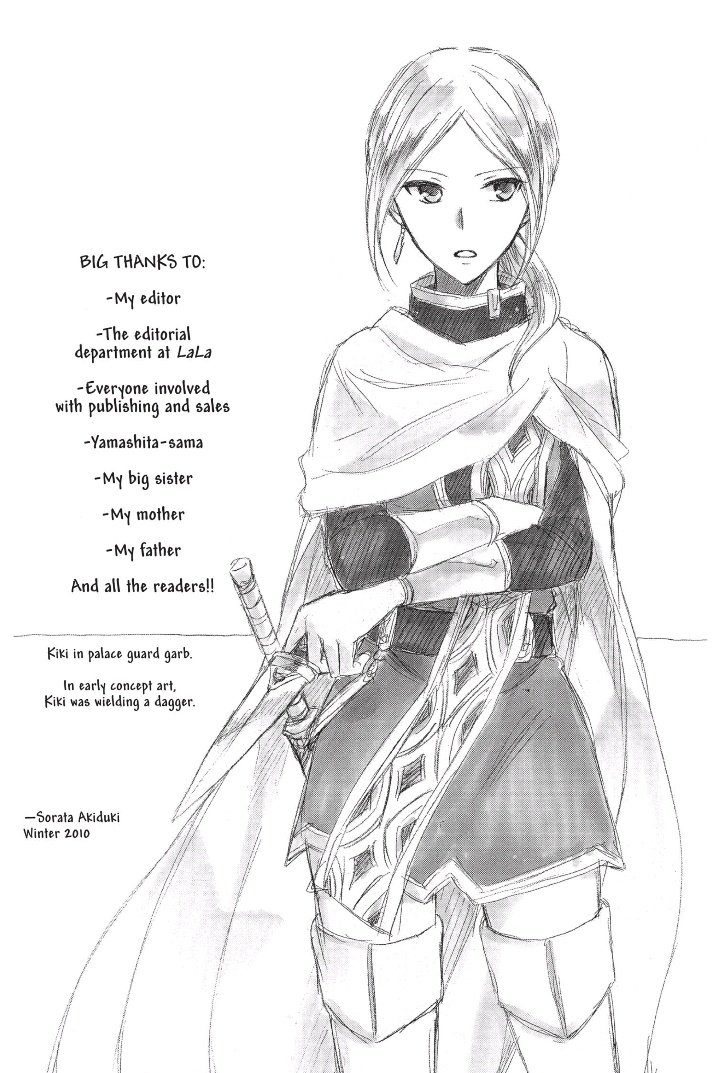 BIG THANKS TO:
-My editor
-The editorial
department at LaLa
-Everyone involved
with publishing and sales
-Yamashita-sama
-My big sister
-My mother
-My father
And all the readers!!
Kiki in palace guard garb.
In early concept art,
Kiki was wielding a dagger.
—Sorata Akiduki
Winter 2010